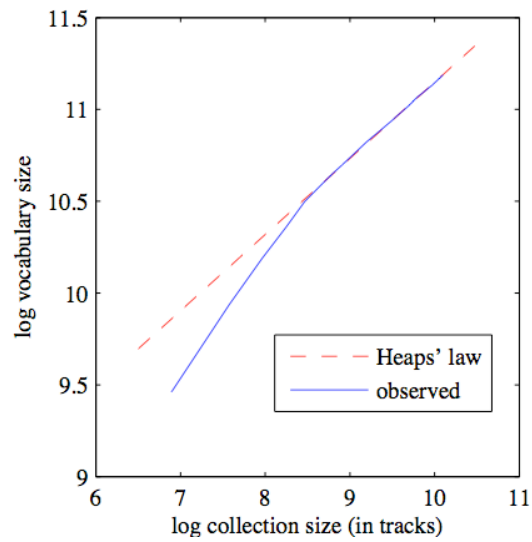 11.5
11
10.5
10
9.5
9
log vocabulary size
Heaps' law
observed
6 7 8 9 10 11
log collection size (in tracks)